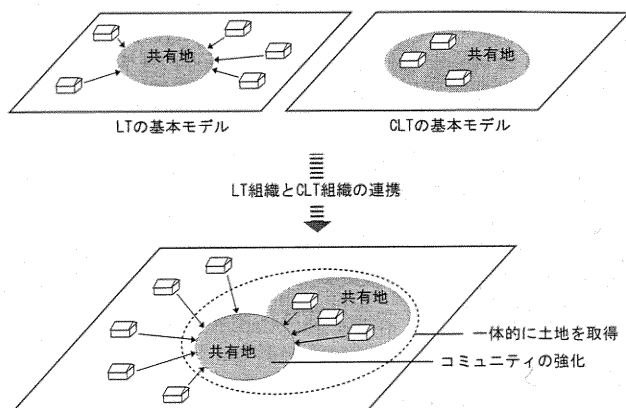 共有地
共有地
LTの基本モデル
CLTの基本モデル
LT組織とCLT組織の連携
共有地
共有地
一体的に土地を取得
コミュニティの強化